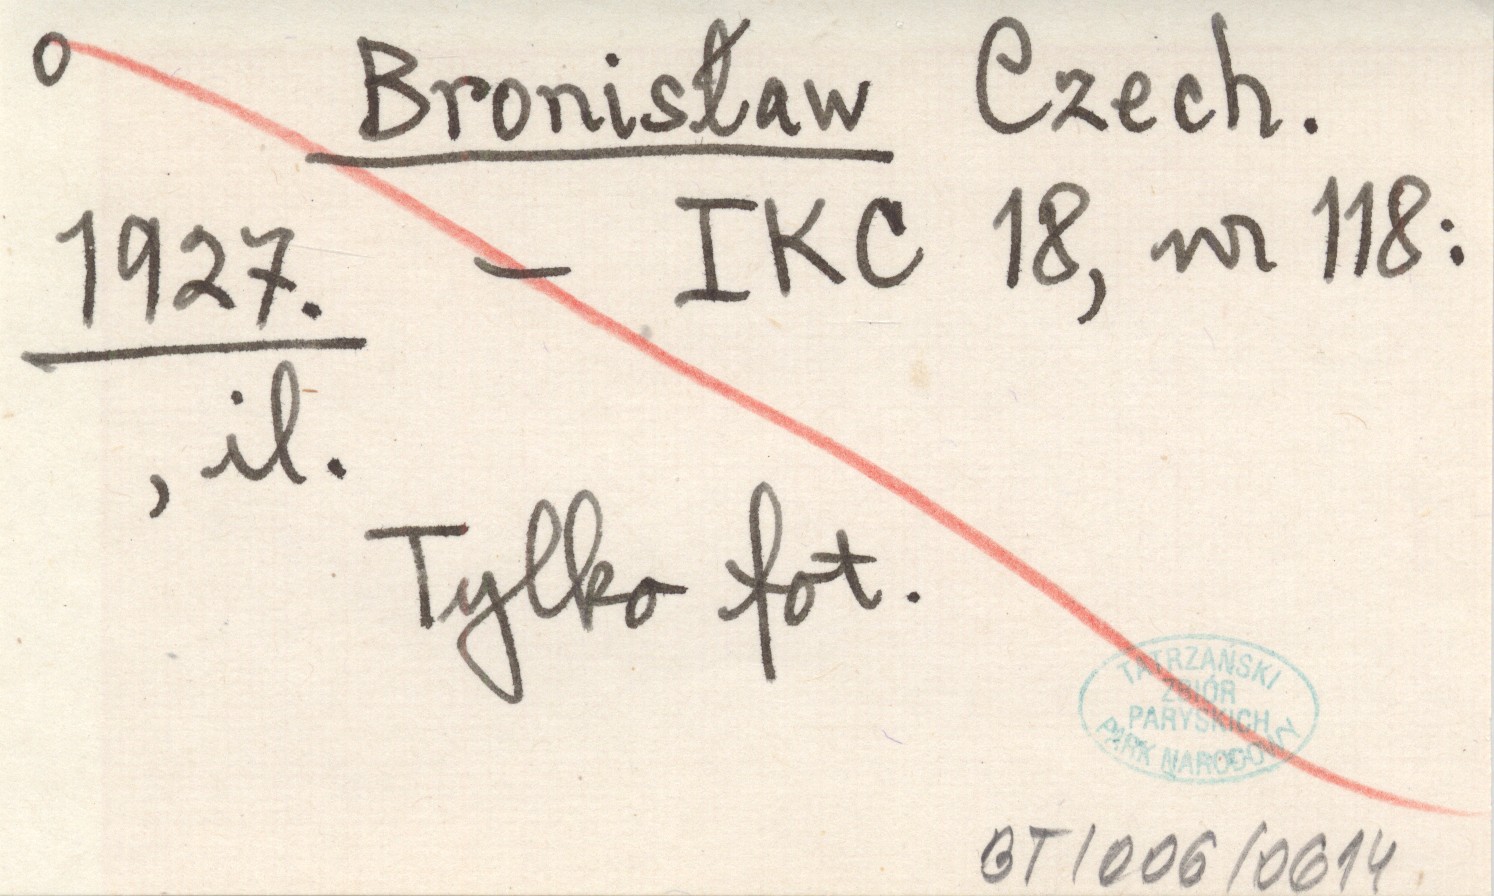 o Bronisław Czech.
1927. — IKC 18, nr 118:
, il.
Tylko fot.
TATRZAŃSKI
ZBIÓR
PARYSKICH
PARK NARODOWY
BT/006/0614